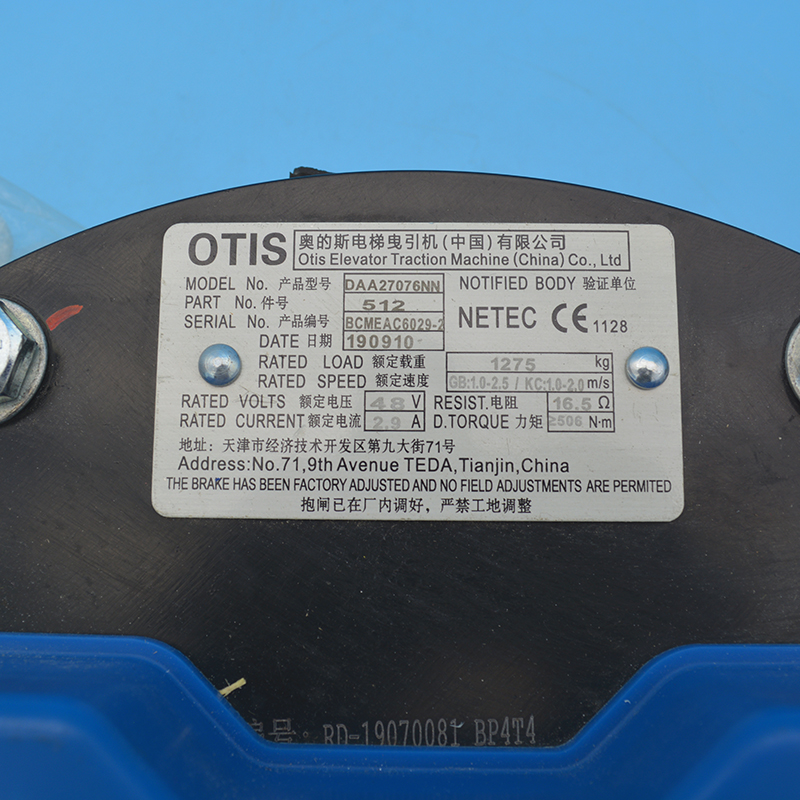 OTIS 奥的斯电梯曳引机(中国)有限公司
Otis Elevator Traction Machine (China) Co., Ltd
MODEL No. 产品型号 DAA27076NN NOTIFIED BODY 验证单位
PART No. 件号 512
SERIAL No. 产品编号 BCMEAC6029-2 NETEC CE 1128
DATE 日期 190910
RATED LOAD 额定载重 1275 kg
RATED SPEED 额定速度 GB:1.0-2.5 / KC:1.0-2.0 m/s
RATED VOLTS 额定电压 48 V RESIST. 电阻 16.5 Ω
RATED CURRENT 额定电流 2.9 A D.TORQUE 力矩 2506 N·m
地址: 天津市经济技术开发区第九大街71号
Address:No.71,9th Avenue TEDA,Tianjin,China
THE BRAKE HAS BEEN FACTORY ADJUSTED AND NO FIELD ADJUSTMENTS ARE PERMITED
抱闸已在厂内调好，严禁工地调整
号: RD-19070081 BP4T4